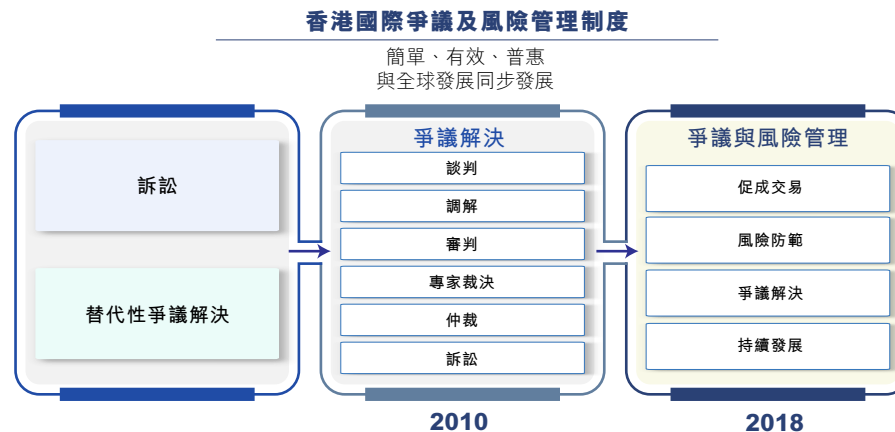 香港國際爭議及風險管理制度
簡單、有效、普惠
與全球發展同步發展
訴訟
替代性爭議解決
爭議解決
談判
調解
審判
專家裁決
仲裁
訴訟
2010
爭議與風險管理
促成交易
風險防範
爭議解決
持續發展
2018